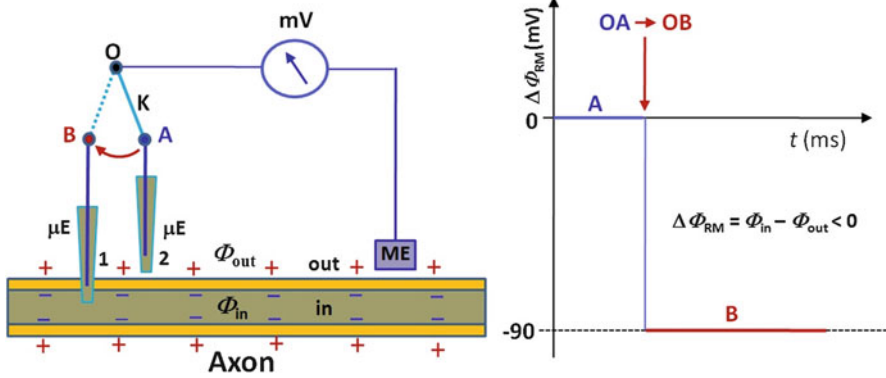 mV
O
K
B
A
μE
μE
1
2
Φout
out
ME
Φin
in
Axon
+ + + + + +
− − − − − −
− − − − − −
+ + + + + +
OA → OB
ΔΦRM (mV)
A
0
t (ms)
ΔΦRM = Φin − Φout < 0
-90
B